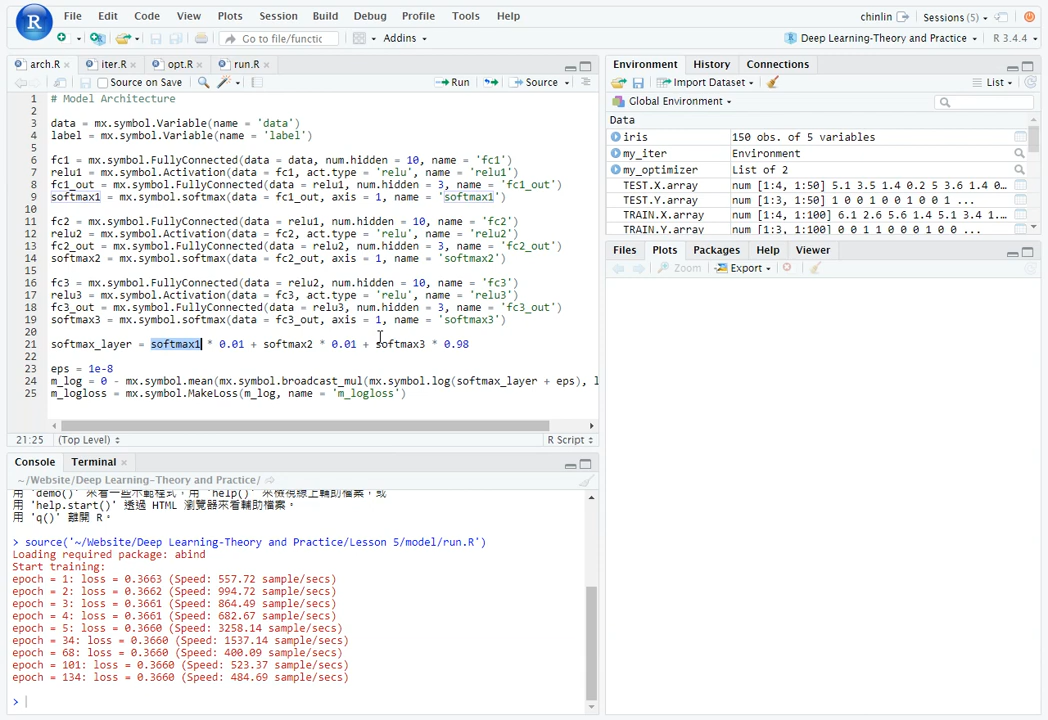 R File Edit Code View Plots Session Build Debug Profile Tools Help chinlin Sessions (5)
Go to file/functic Addins Deep Learning-Theory and Practice R 3.4.4
arch.R iter.R opt.R run.R
Source on Save Run Source
1 # Model Architecture
2
3 data = mx.symbol.Variable(name = 'data')
4 label = mx.symbol.Variable(name = 'label')
5
6 fc1 = mx.symbol.FullyConnected(data = data, num.hidden = 10, name = 'fc1')
7 relu1 = mx.symbol.Activation(data = fc1, act.type = 'relu', name = 'relu1')
8 fc1_out = mx.symbol.FullyConnected(data = relu1, num.hidden = 3, name = 'fc1_out')
9 softmax1 = mx.symbol.softmax(data = fc1_out, axis = 1, name = 'softmax1')
10
11 fc2 = mx.symbol.FullyConnected(data = relu1, num.hidden = 10, name = 'fc2')
12 relu2 = mx.symbol.Activation(data = fc2, act.type = 'relu', name = 'relu2')
13 fc2_out = mx.symbol.FullyConnected(data = relu2, num.hidden = 3, name = 'fc2_out')
14 softmax2 = mx.symbol.softmax(data = fc2_out, axis = 1, name = 'softmax2')
15
16 fc3 = mx.symbol.FullyConnected(data = relu2, num.hidden = 10, name = 'fc3')
17 relu3 = mx.symbol.Activation(data = fc3, act.type = 'relu', name = 'relu3')
18 fc3_out = mx.symbol.FullyConnected(data = relu3, num.hidden = 3, name = 'fc3_out')
19 softmax3 = mx.symbol.softmax(data = fc3_out, axis = 1, name = 'softmax3')
20
21 softmax_layer = softmax1 * 0.01 + softmax2 * 0.01 + softmax3 * 0.98
22
23 eps = 1e-8
24 m_log = 0 - mx.symbol.mean(mx.symbol.broadcast_mul(mx.symbol.log(softmax_layer + eps), l
25 m_logloss = mx.symbol.MakeLoss(m_log, name = 'm_logloss')
21:25 (Top Level) R Script
Console Terminal
~/Website/Deep Learning-Theory and Practice/
用 'demo()' 來看一些示範程式，用 'help()' 來檢視線上輔助檔案，或
用 'help.start()' 透過 HTML 瀏覽器來看輔助檔案。
用 'q()' 離開 R。
> source('~/Website/Deep Learning-Theory and Practice/Lesson 5/model/run.R')
Loading required package: abind
Start training:
epoch = 1: loss = 0.3663 (Speed: 557.72 sample/secs)
epoch = 2: loss = 0.3662 (Speed: 994.72 sample/secs)
epoch = 3: loss = 0.3661 (Speed: 864.49 sample/secs)
epoch = 4: loss = 0.3661 (Speed: 682.67 sample/secs)
epoch = 5: loss = 0.3660 (Speed: 3258.14 sample/secs)
epoch = 34: loss = 0.3660 (Speed: 1537.14 sample/secs)
epoch = 68: loss = 0.3660 (Speed: 400.09 sample/secs)
epoch = 101: loss = 0.3660 (Speed: 523.37 sample/secs)
epoch = 134: loss = 0.3660 (Speed: 484.69 sample/secs)
>
Environment History Connections
Import Dataset List
Global Environment
Data
iris 150 obs. of 5 variables
my_iter Environment
my_optimizer List of 2
TEST.X.array num [1:4, 1:50] 5.1 3.5 1.4 0.2 5 3.6 1.4 0…
TEST.Y.array num [1:3, 1:50] 1 0 0 1 0 0 1 0 0 1 ...
TRAIN.X.array num [1:4, 1:100] 6.1 2.6 5.6 1.4 5.1 3.4 1…
TRAIN.Y.array num [1:3, 1:100] 0 0 1 1 0 0 0 1 0 0 ...
Files Plots Packages Help Viewer
Zoom Export